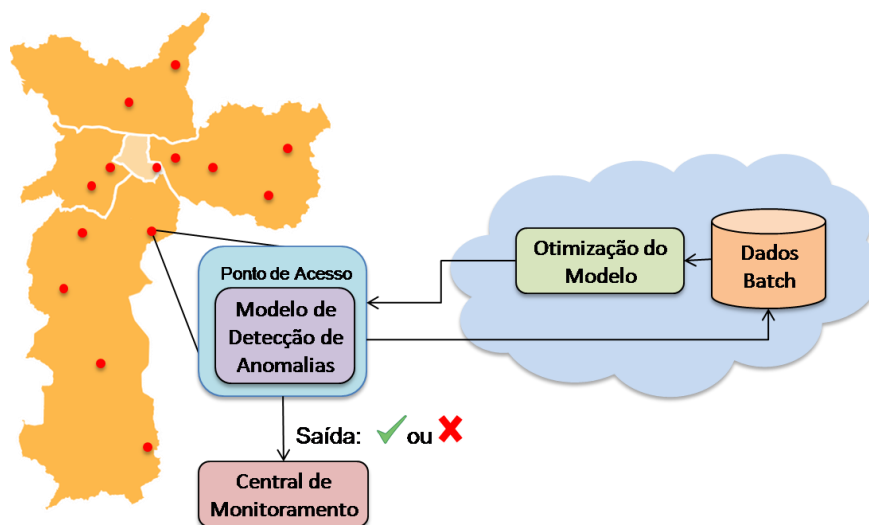 Ponto de Acesso
Modelo de
Detecção de
Anomalias
Otimização do
Modelo
Dados
Batch
Saída: ou
Central de
Monitoramento